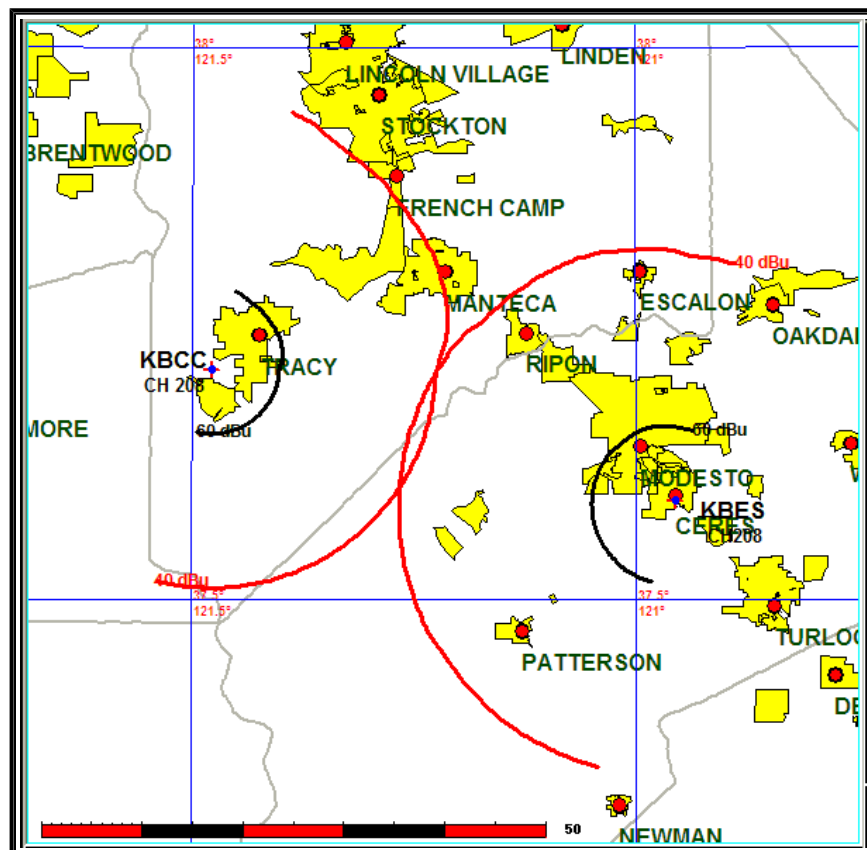 38°
121.5°
38°
121°
LINDEN
LINCOLN VILLAGE
STOCKTON
BRENTWOOD
FRENCH CAMP
40 dBu
MANTECA
ESCALON
OAKDAL
KBCC
CH 208
TRACY
RIPON
MORE
60 dBu
60 dBu
MODESTO
KBES
CERES
CH208
40 dBu
37.5°
121.5°
37.5°
121°
PATTERSON
TURLOC
DE
50
NEWMAN